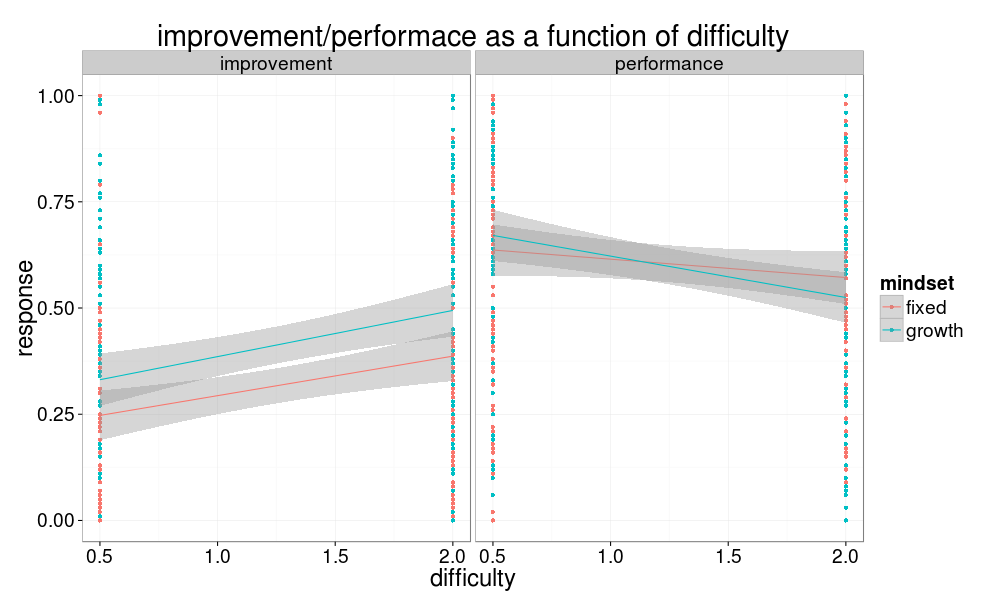 improvement/performace as a function of difficulty
improvement
performance
1.00
0.75
0.50
0.25
0.00
response
0.5 1.0 1.5 2.0 0.5 1.0 1.5 2.0
difficulty
mindset
fixed
growth